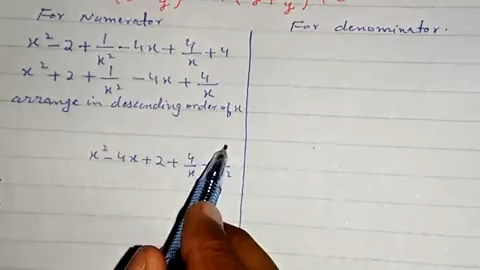 For Numerator
For denominator.
x² - 2 + 1/x² - 4x + 4/x + 4
x² + 2 + 1/x² - 4x + 4/x
arrange in descending order of x
x² - 4x + 2 + 4/x